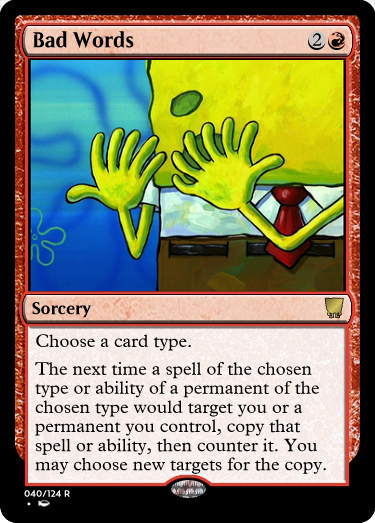 Bad Words
2
Sorcery
Choose a card type.
The next time a spell of the chosen
type or ability of a permanent of the
chosen type would target you or a
permanent you control, copy that
spell or ability, then counter it. You
may choose new targets for the copy.
040/124 R